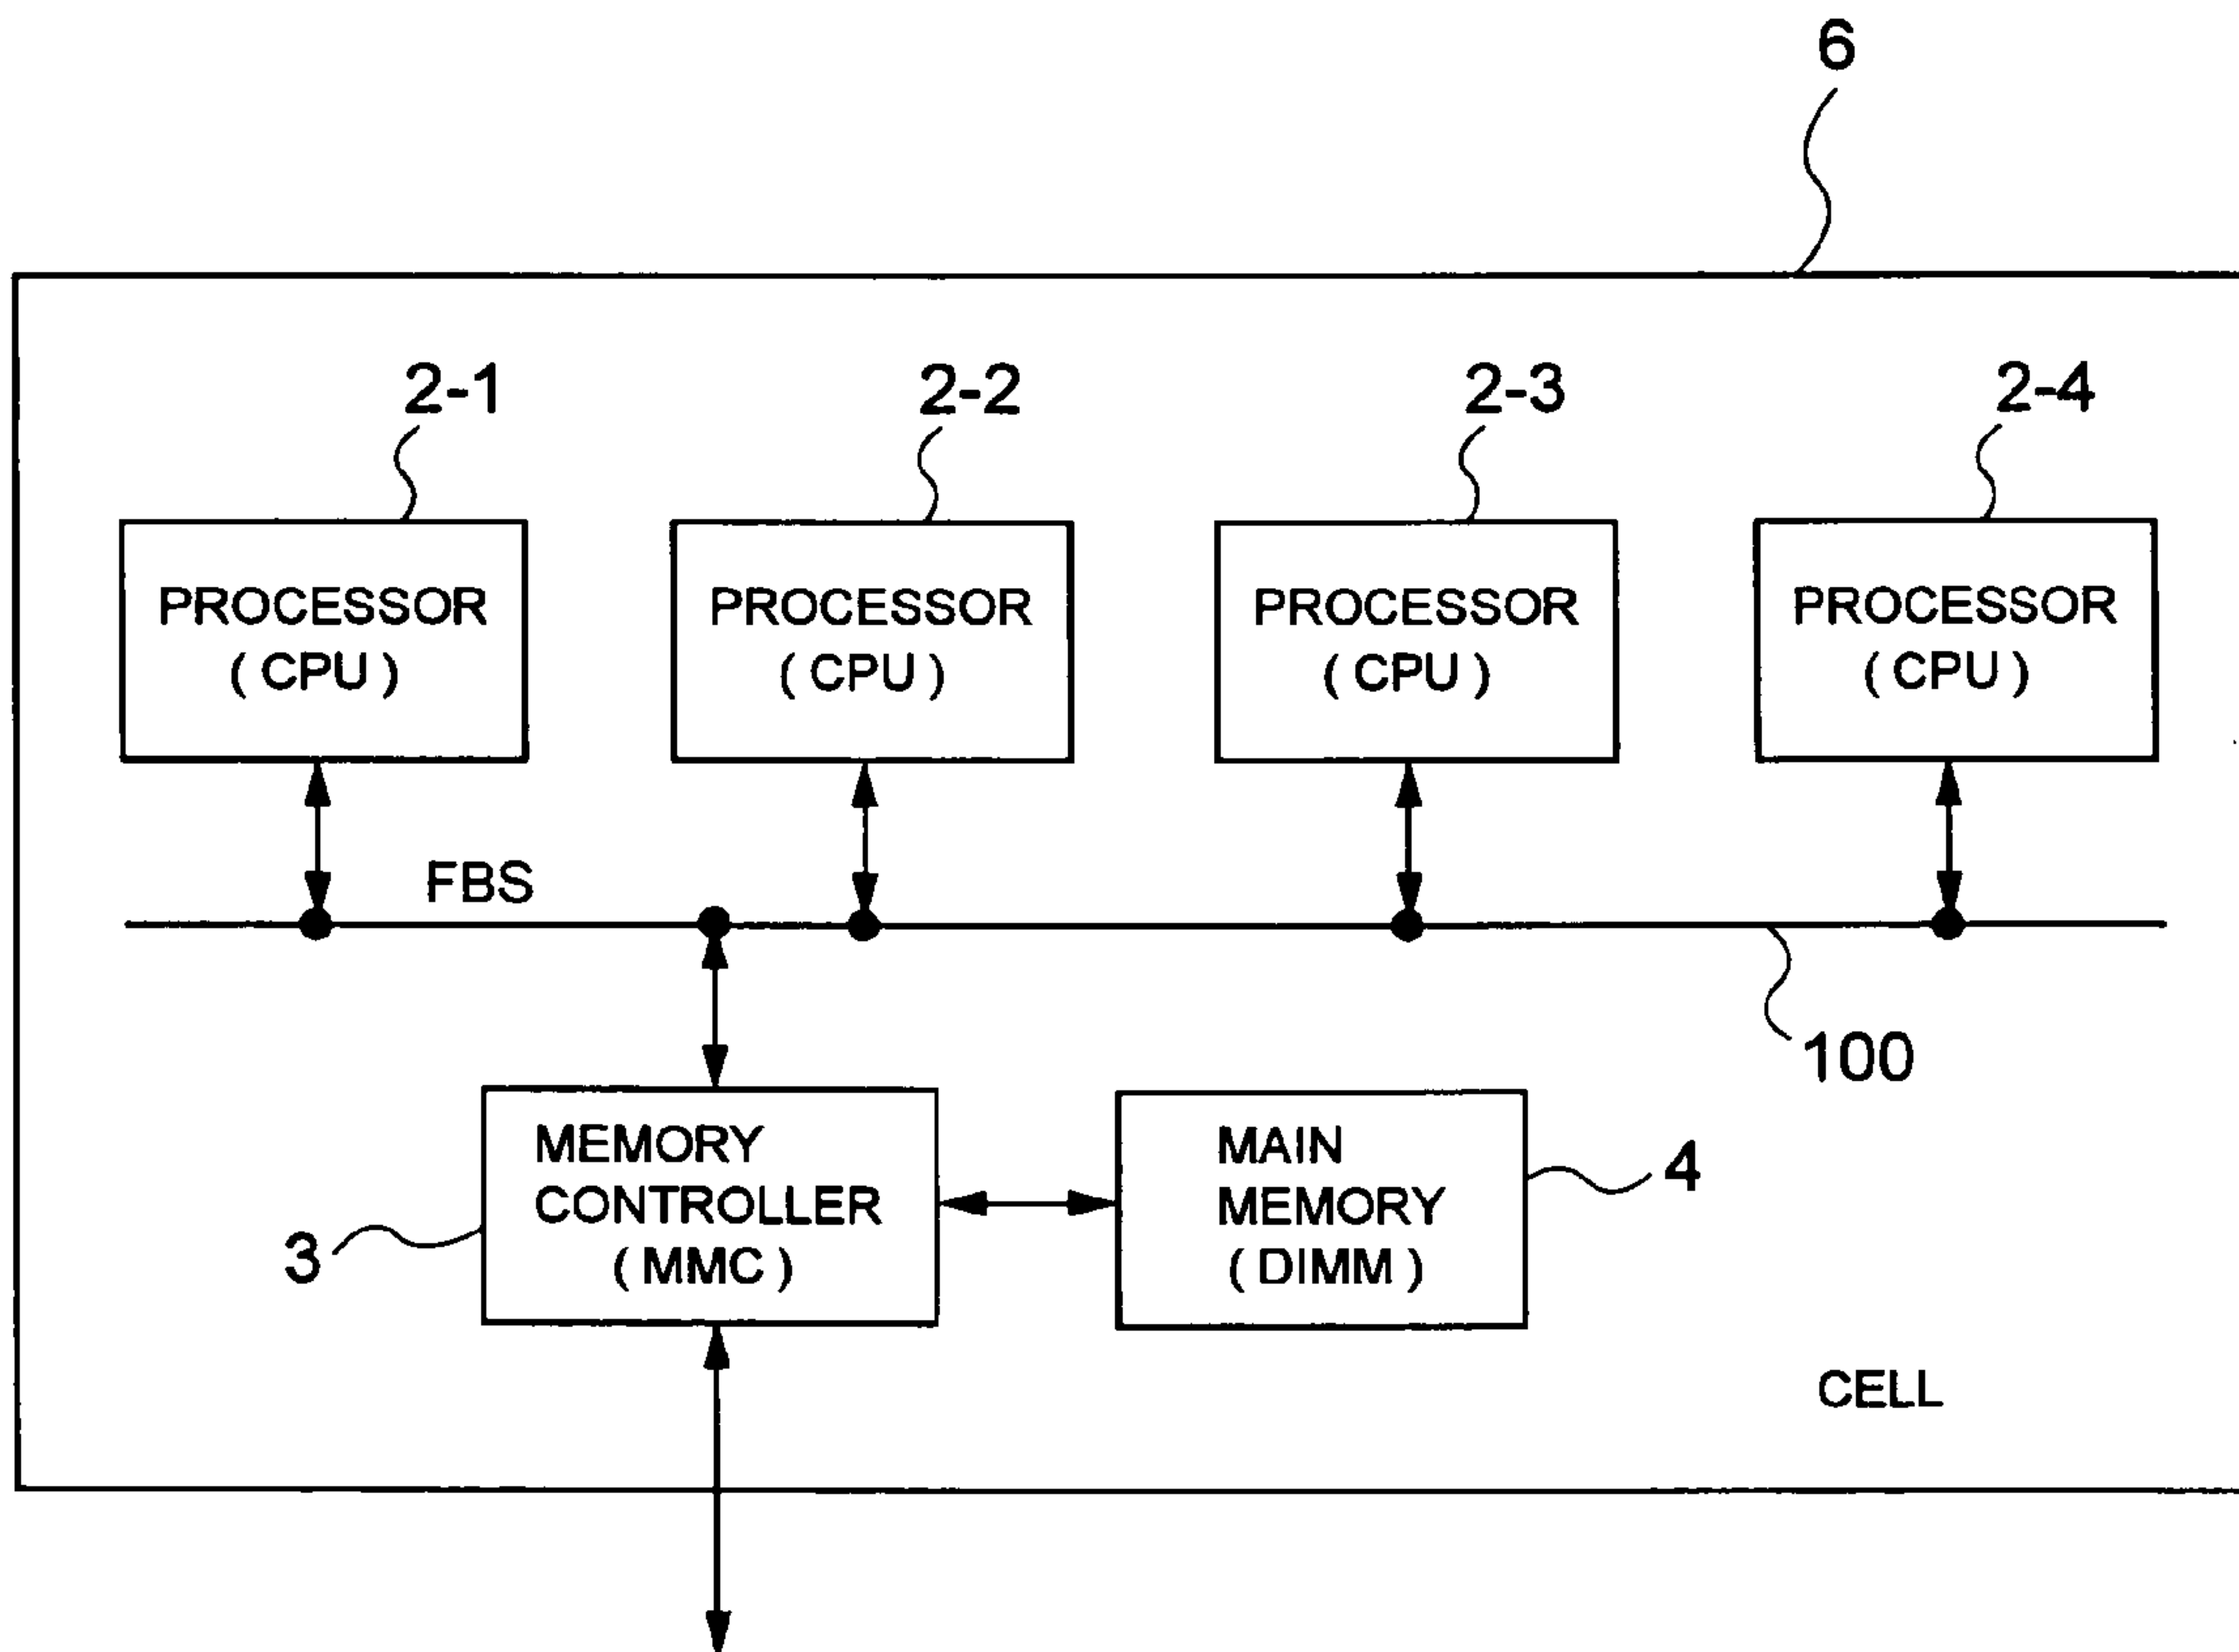 6
2-1
2-2
2-3
2-4
PROCESSOR
( CPU )
PROCESSOR
( CPU )
PROCESSOR
( CPU )
PROCESSOR
( CPU )
FBS
100
MEMORY
CONTROLLER
( MMC )
MAIN
MEMORY
( DIMM )
4
3
CELL